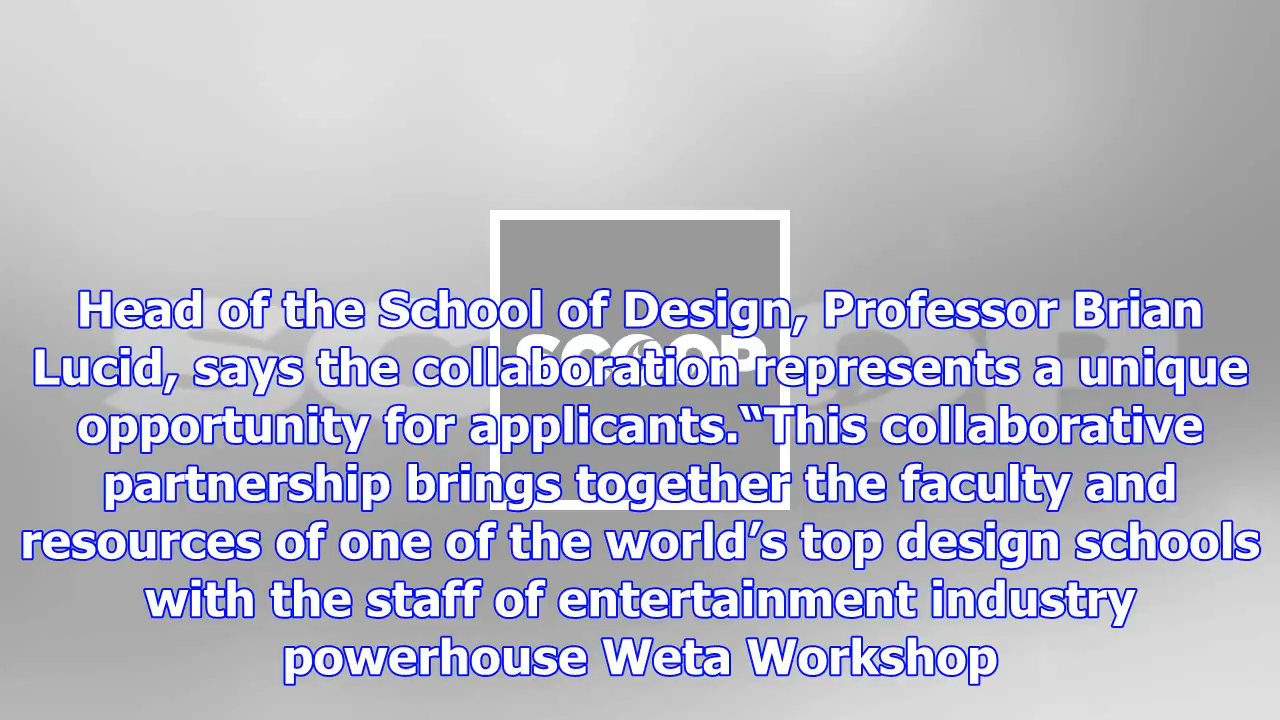 Head of the School of Design, Professor Brian
Lucid, says the collaboration represents a unique
opportunity for applicants.“This collaborative
partnership brings together the faculty and
resources of one of the world’s top design schools
with the staff of entertainment industry
powerhouse Weta Workshop
SCOOP